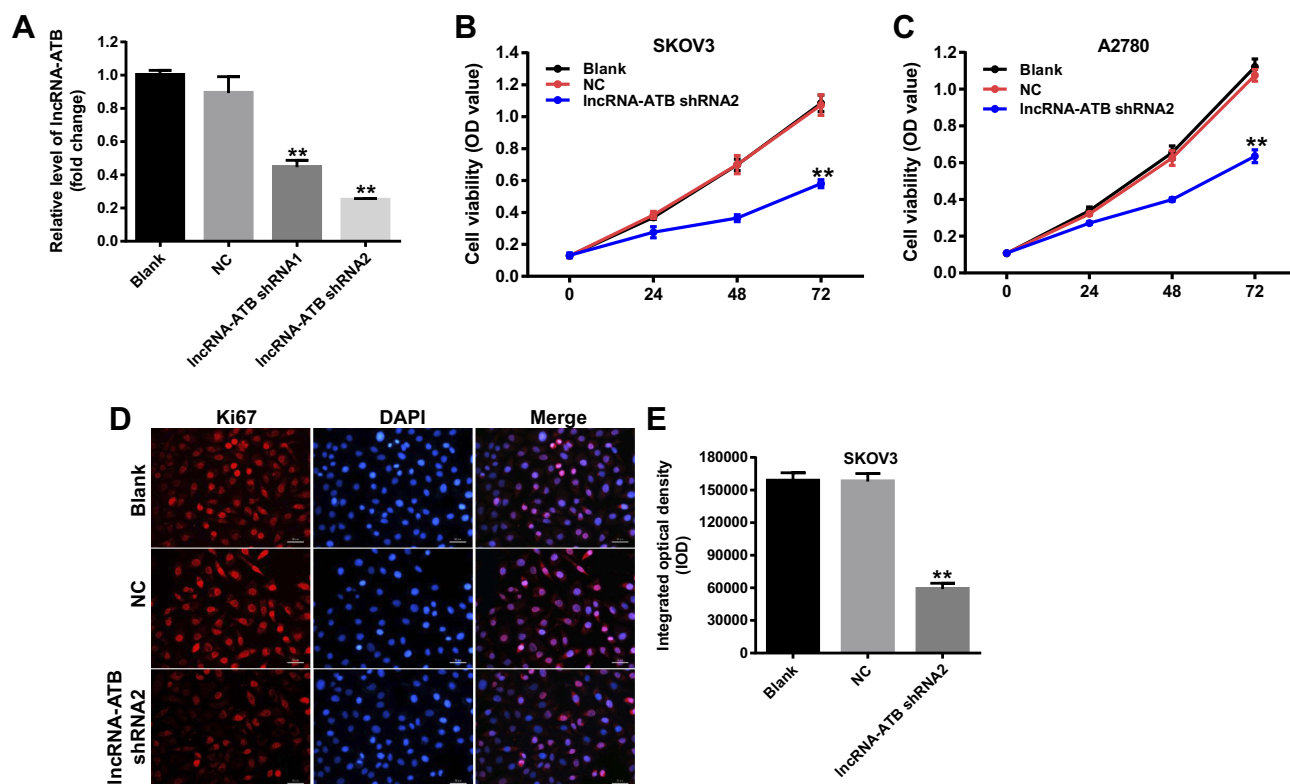 A
Relative level of lncRNA-ATB
(fold change)
1.2
1.0
0.8
0.6
0.4
0.2
0.0
**
**
Blank
NC
lncRNA-ATB shRNA1
lncRNA-ATB shRNA2
B
SKOV3
Cell viability (OD value)
1.4
1.2
1.0
0.8
0.6
0.4
0.2
0.0
Blank
NC
lncRNA-ATB shRNA2
**
0 24 48 72
C
A2780
Cell viability (OD value)
1.2
1.0
0.8
0.6
0.4
0.2
0.0
Blank
NC
lncRNA-ATB shRNA2
**
0 24 48 72
D
Ki67 DAPI Merge
Blank
NC
lncRNA-ATB
shRNA2
E
SKOV3
Integrated optical density
(IOD)
180000
150000
120000
90000
60000
30000
0
**
Blank
NC
lncRNA-ATB shRNA2